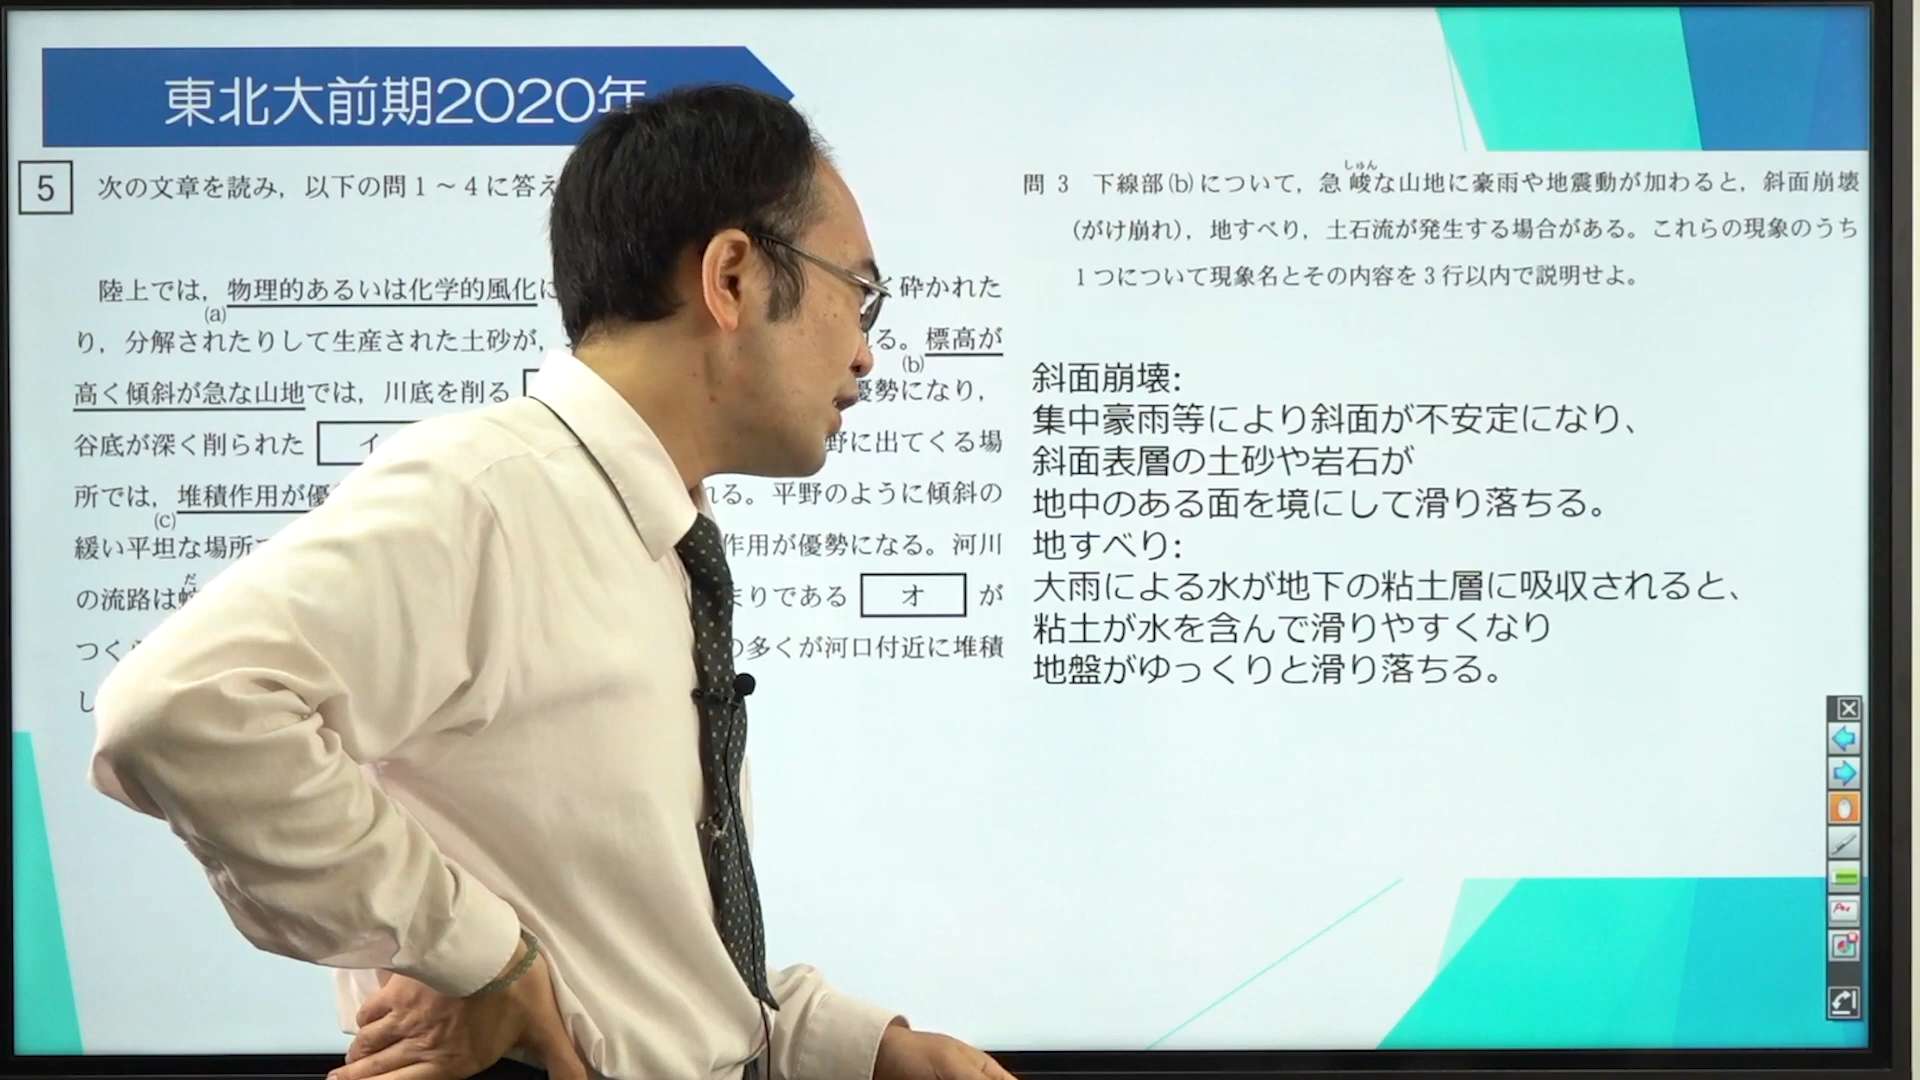 東北大前期2020年
5 次の文章を読み,以下の問1～4に答え
陸上では,物理的あるいは化学的風化に
く砕かれた
(a)
り,分解されたりして生産された土砂が,
る。標高が
(b)
高く傾斜が急な山地では,川底を削る
優勢になり,
谷底が深く削られた イ
野に出てくる場
所では,堆積作用が優
れる。平野のように傾斜の
(c)
緩い平坦な場所
作用が優勢になる。河川
だ
の流路は蛇
まりである オ が
つく
の多くが河口付近に堆積
し
しゅん
問3 下線部(b)について,急峻な山地に豪雨や地震動が加わると,斜面崩壊
(がけ崩れ),地すべり,土石流が発生する場合がある。これらの現象のうち
1つについて現象名とその内容を3行以内で説明せよ。
斜面崩壊:
集中豪雨等により斜面が不安定になり、
斜面表層の土砂や岩石が
地中のある面を境にして滑り落ちる。
地すべり:
大雨による水が地下の粘土層に吸収されると、
粘土が水を含んで滑りやすくなり
地盤がゆっくりと滑り落ちる。